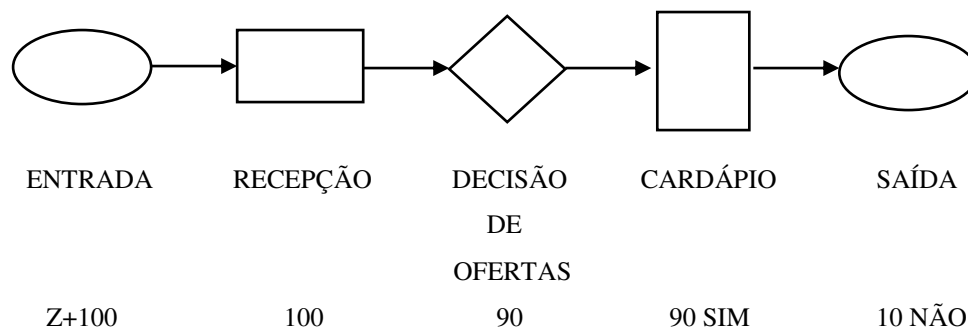 ENTRADA RECEPÇÃO DECISÃO CARDÁPIO SAÍDA
DE
OFERTAS
Z+100 100 90 90 SIM 10 NÃO